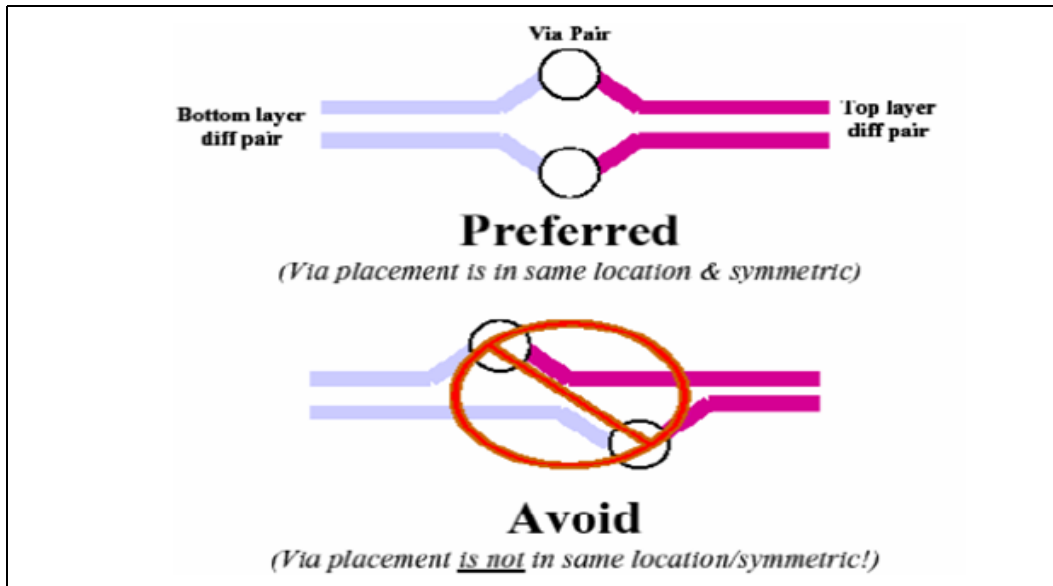 Via Pair
Bottom layer
diff pair
Top layer
diff pair
Preferred
(Via placement is in same location & symmetric)
Avoid
(Via placement is not in same location/symmetric!)